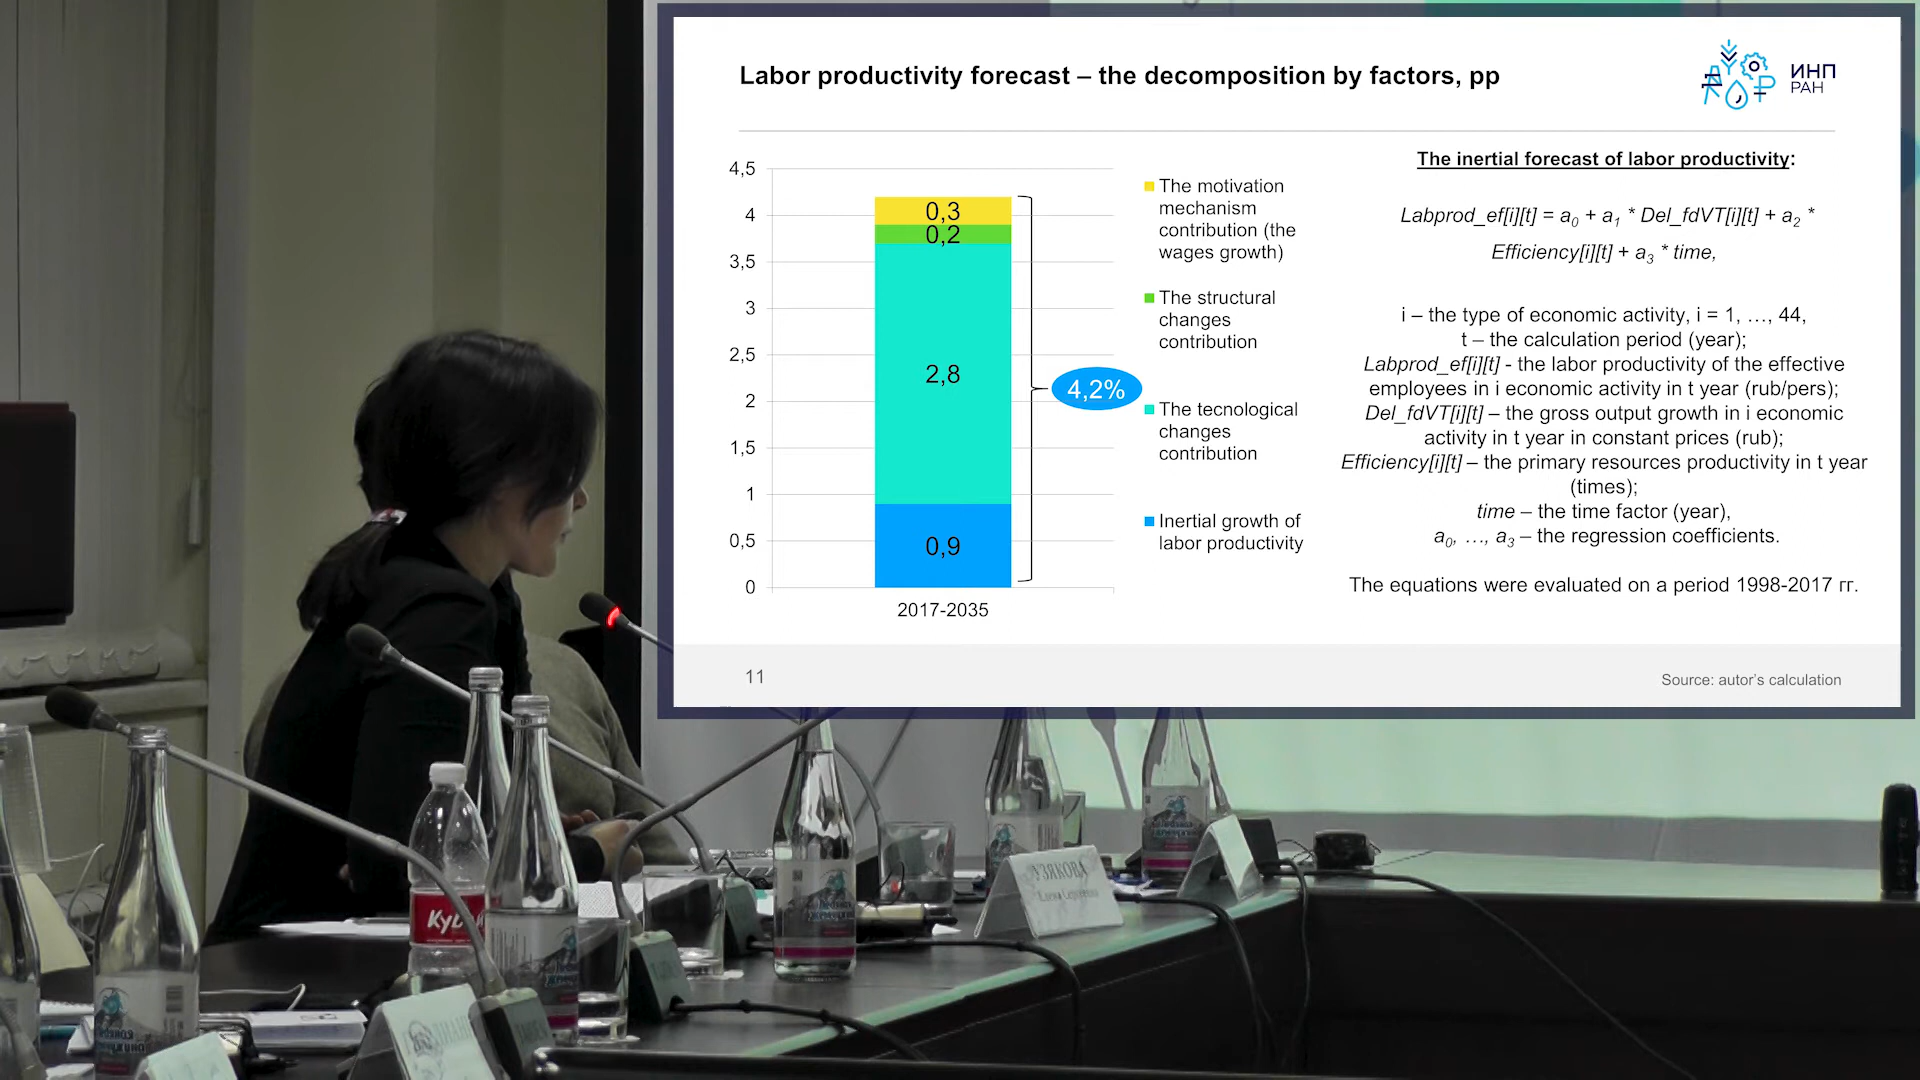 Labor productivity forecast – the decomposition by factors, pp
ИНП
РАН
4,5
4
3,5
3
2,5
2
1,5
1
0,5
0
0,3
0,2
2,8
0,9
2017-2035
4,2%
The motivation
mechanism
contribution (the
wages growth)
The structural
changes
contribution
The tecnological
changes
contribution
Inertial growth of
labor productivity
The inertial forecast of labor productivity:
Labprod_ef[i][t] = a0 + a1 * Del_fdVT[i][t] + a2 *
Efficiency[i][t] + a3 * time,
i – the type of economic activity, i = 1, …, 44,
t – the calculation period (year);
Labprod_ef[i][t] - the labor productivity of the effective
employees in i economic activity in t year (rub/pers);
Del_fdVT[i][t] – the gross output growth in i economic
activity in t year in constant prices (rub);
Efficiency[i][t] – the primary resources productivity in t year
(times);
time – the time factor (year),
a0, …, a3 – the regression coefficients.
The equations were evaluated on a period 1998-2017 гг.
11
Source: autor's calculation
УЗЯКОВА
Елена Сергеевна